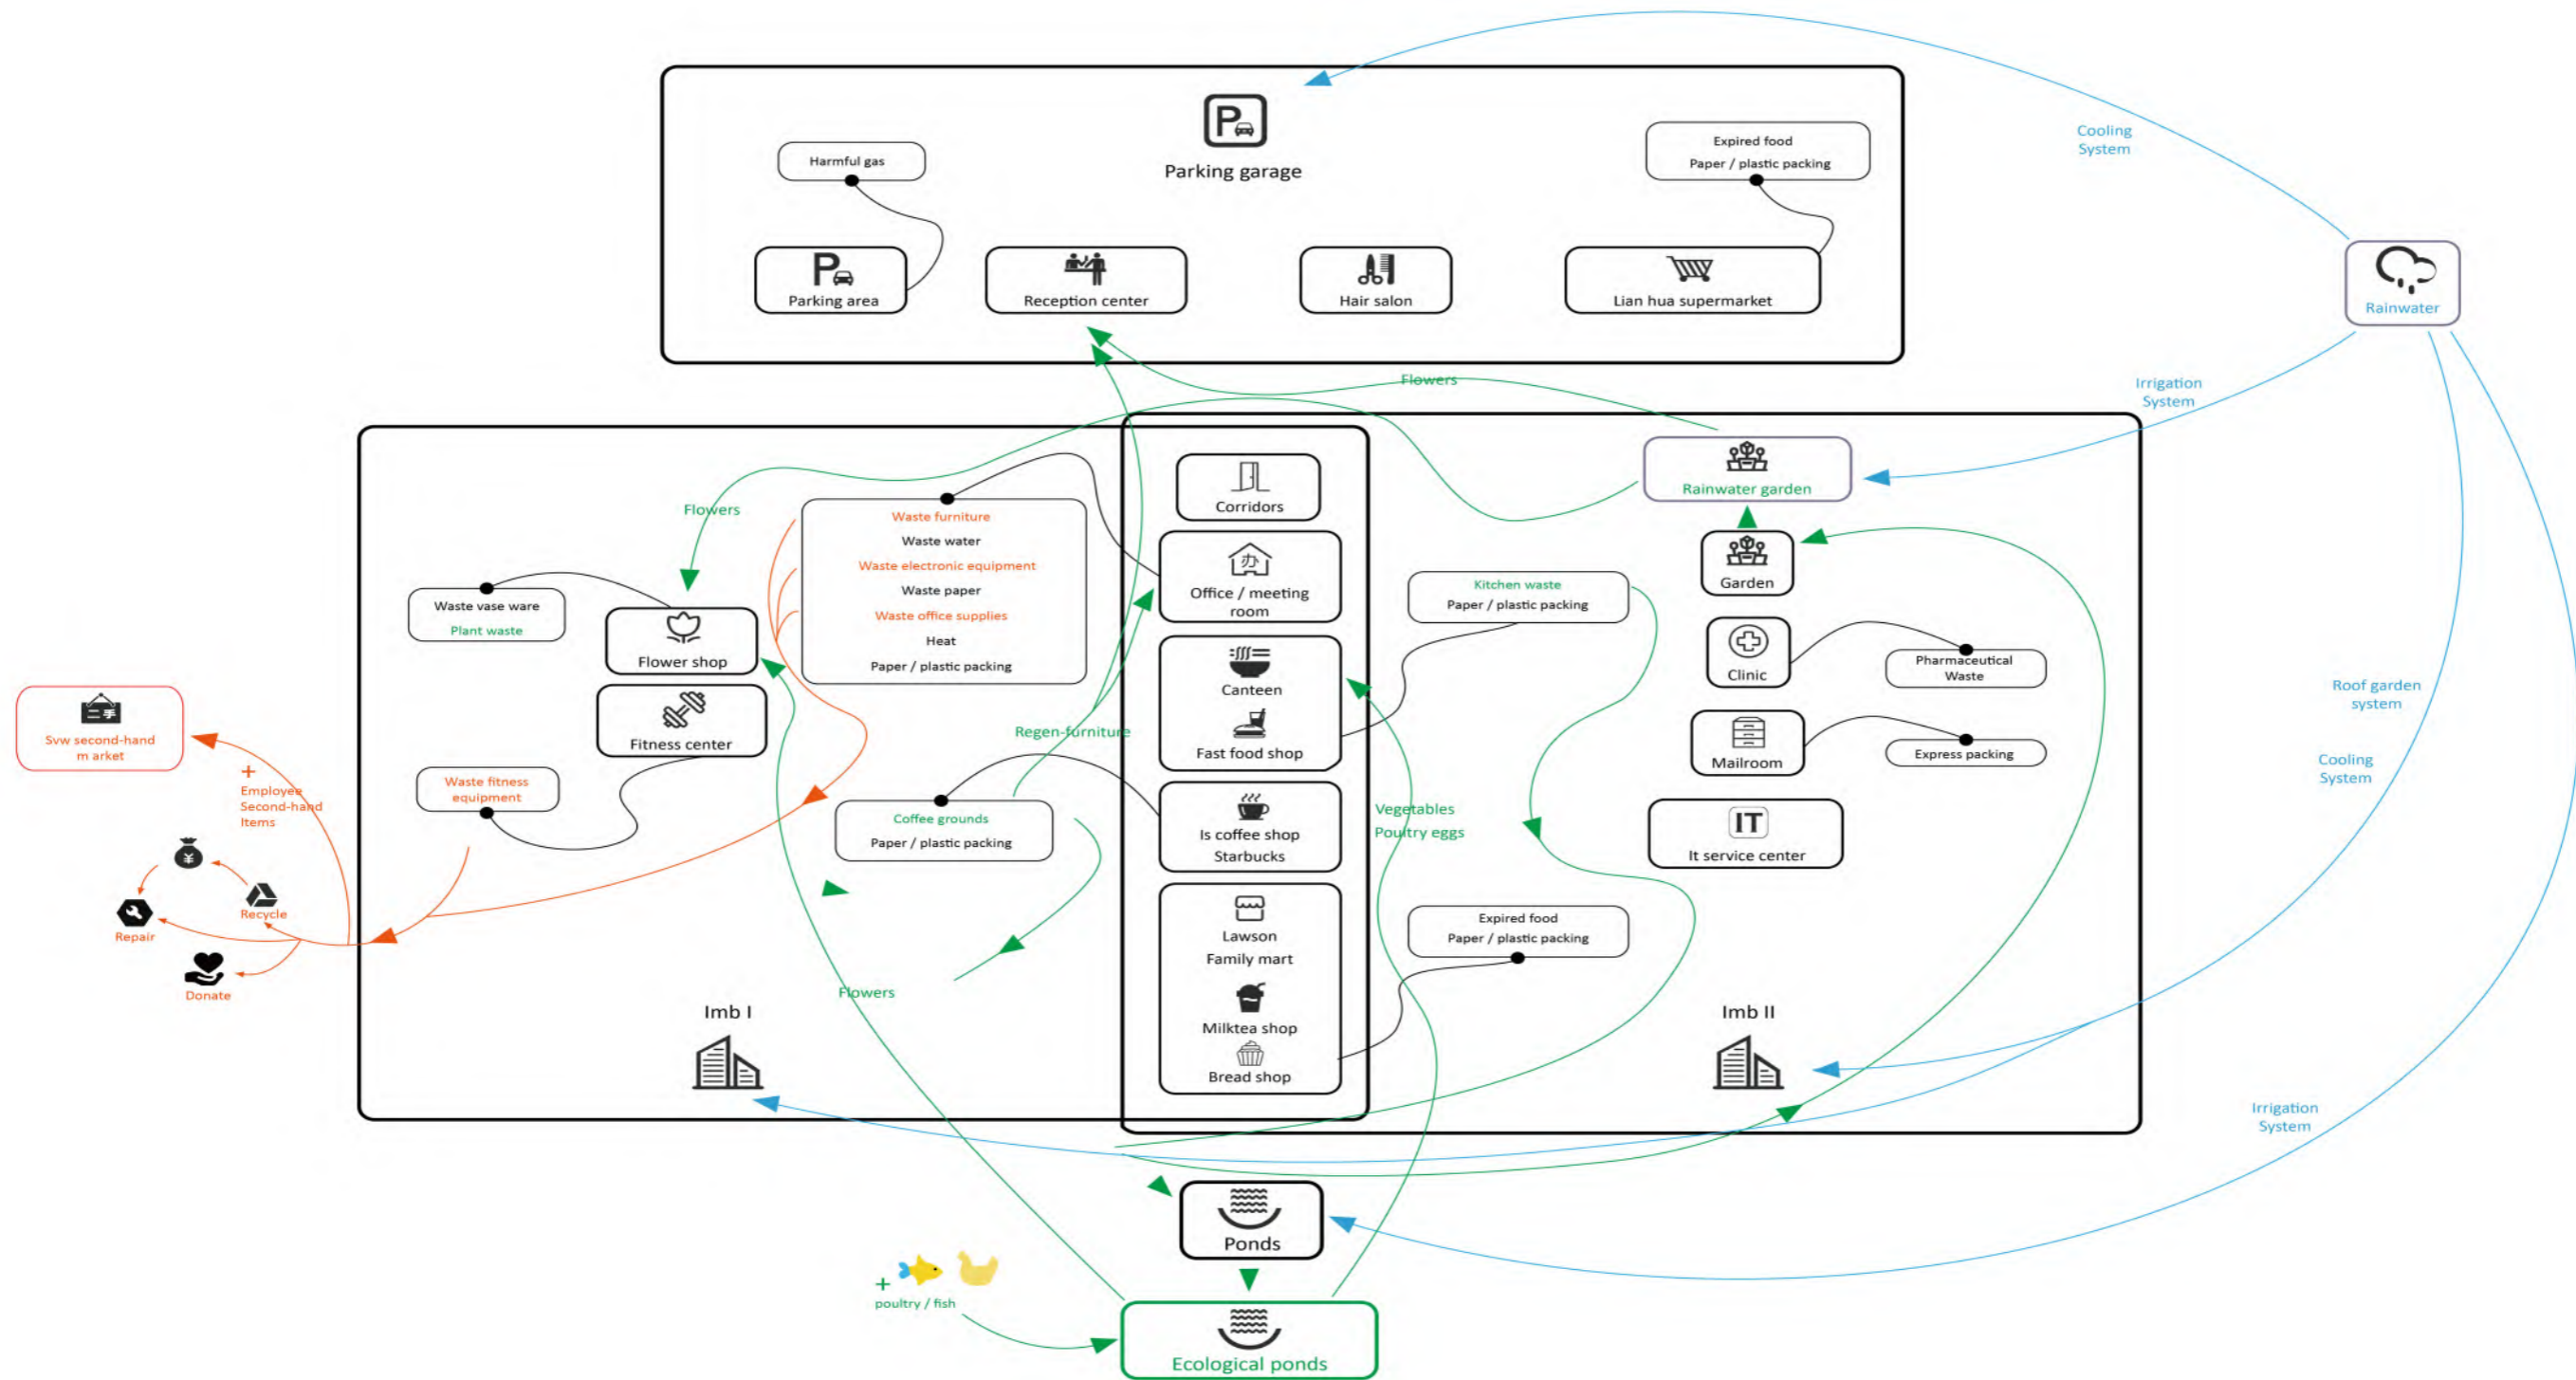 P
Parking garage
Harmful gas
Expired food
Paper / plastic packing
P
Parking area
Reception center
Hair salon
Lian hua supermarket
Cooling
System
Rainwater
Flowers
Irrigation
System
Corridors
Rainwater garden
Flowers
Waste furniture
Waste water
Waste electronic equipment
Waste paper
Waste office supplies
Heat
Paper / plastic packing
办
Office / meeting
room
Kitchen waste
Paper / plastic packing
Garden
Waste vase ware
Plant waste
Flower shop
Canteen
Fast food shop
Clinic
Pharmaceutical
Waste
二手
Svw second-hand
m arket
Fitness center
Regen-furniture
Mailroom
Express packing
Roof garden
system
Cooling
System
+
Employee
Second-hand
Items
Waste fitness
equipment
Coffee grounds
Paper / plastic packing
Is coffee shop
Starbucks
Vegetables
Poultry eggs
IT
It service center
¥
Recycle
Repair
Donate
Lawson
Family mart
Milktea shop
Bread shop
Expired food
Paper / plastic packing
Flowers
Imb I
Imb II
Irrigation
System
Ponds
+
poultry / fish
Ecological ponds